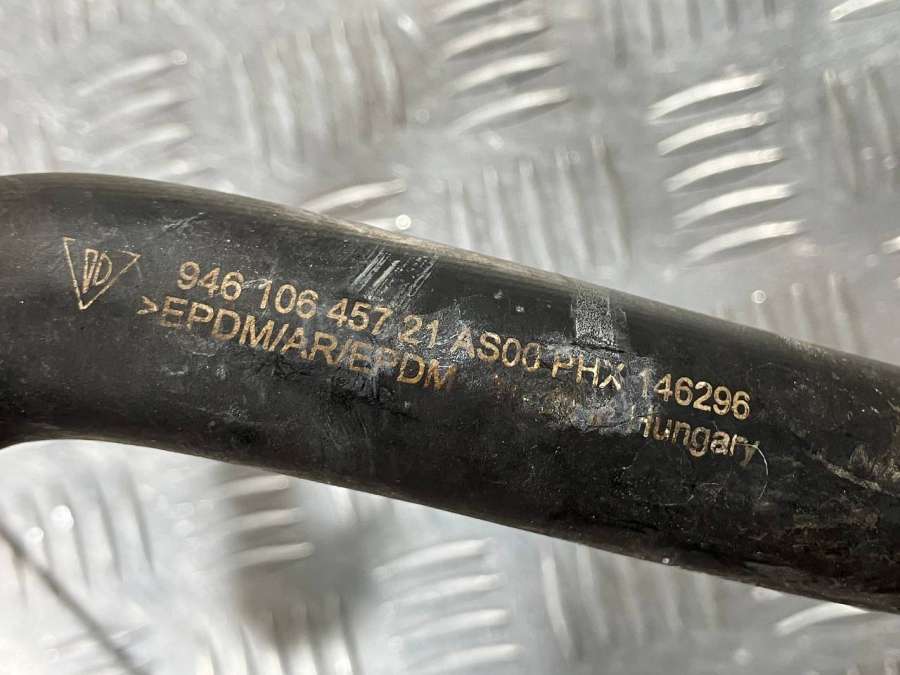 946 106 457 21 AS00 PHX 146296
>EPDM/AR/EPDM Hungary